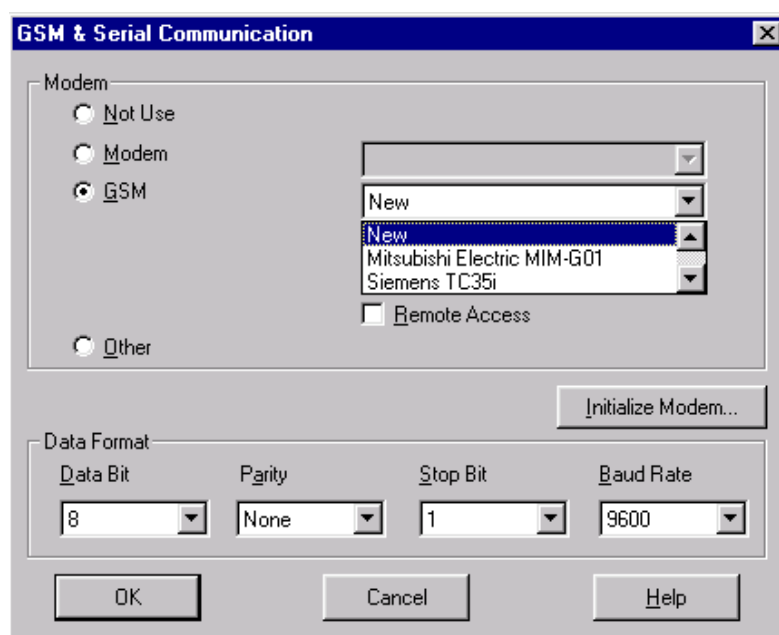 GSM & Serial Communication
Modem
Not Use
Modem
GSM
New
New
Mitsubishi Electric MIM-G01
Siemens TC35i
Remote Access
Other
Initialize Modem...
Data Format
Data Bit Parity Stop Bit Baud Rate
8 None 1 9600
OK Cancel Help